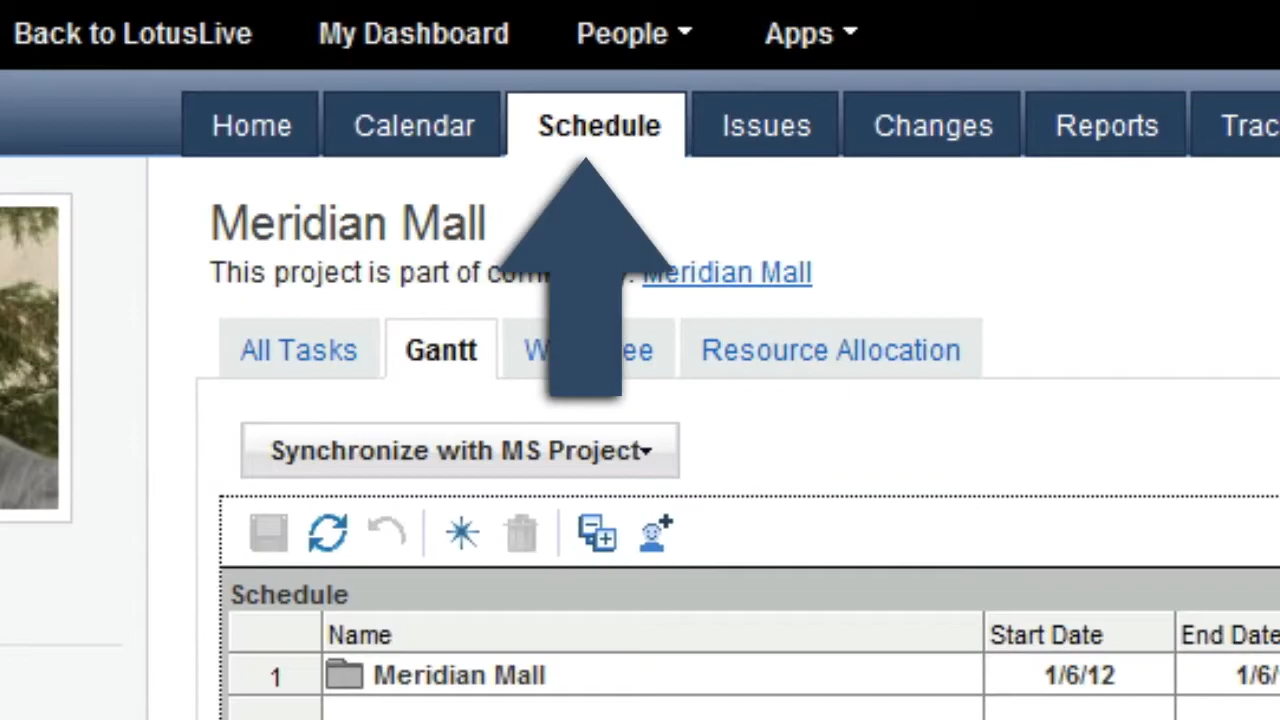 Back to LotusLive My Dashboard People Apps
Home Calendar Schedule Issues Changes Reports
Meridian Mall
This project is part of Meridian Mall
All Tasks Gantt Resource Allocation
Synchronize with MS Project
Schedule
Name Start Date End Date
1 Meridian Mall 1/6/12